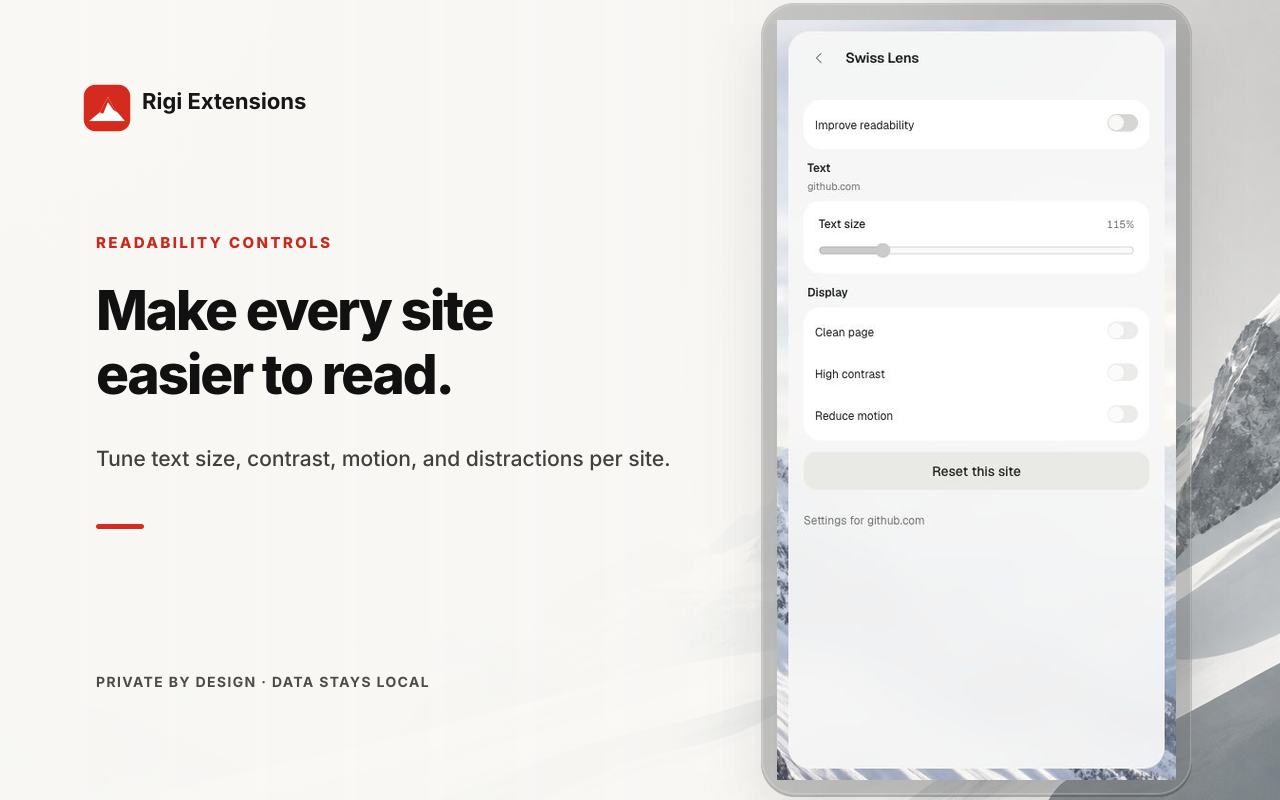 Rigi Extensions
READABILITY CONTROLS
Make every site
easier to read.
Tune text size, contrast, motion, and distractions per site.
PRIVATE BY DESIGN · DATA STAYS LOCAL
Swiss Lens
Improve readability
Text
github.com
Text size 115%
Display
Clean page
High contrast
Reduce motion
Reset this site
Settings for github.com